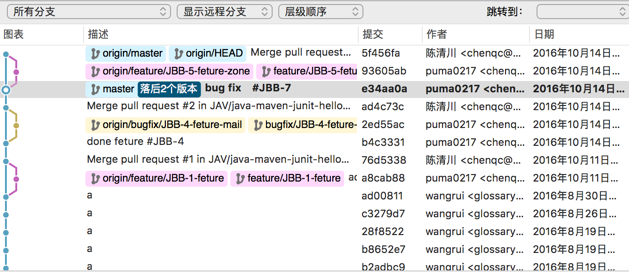 所有分支 显示远程分支 层级顺序 跳转到：
图表 描述 提交 作者 日期
origin/master origin/HEAD Merge pull request... 5f456fa 陈清川 <chenqc@... 2016年10月14日...
origin/feature/JBB-5-feture-zone feature/JBB-5-fetu 93605ab puma0217 <chen... 2016年10月14日...
master 落后2个版本 bug fix #JBB-7 e34aa0a puma0217 <chen... 2016年10月14日...
Merge pull request #2 in JAV/java-maven-junit-hello... ad4c73c 陈清川 <chenqc@... 2016年10月14日...
origin/bugfix/JBB-4-feture-mail bugfix/JBB-4-feture- 2ed55ac puma0217 <chen... 2016年10月14日...
done feture #JBB-4 b4c3331 puma0217 <chen... 2016年10月14日...
Merge pull request #1 in JAV/java-maven-junit-hello... 76d5338 陈清川 <chenqc@... 2016年10月11日...
origin/feature/JBB-1-feture feature/JBB-1-feture ad a8cab88 puma0217 <chen... 2016年10月11日...
a ad00811 wangrui <glossary... 2016年8月30日...
a c3279d7 wangrui <glossary... 2016年8月26日...
a 28f8522 wangrui <glossary... 2016年8月19日...
a b8652e7 wangrui <glossary... 2016年8月19日...
a b2adbc9 wangrui <glossary... 2016年8月19日...